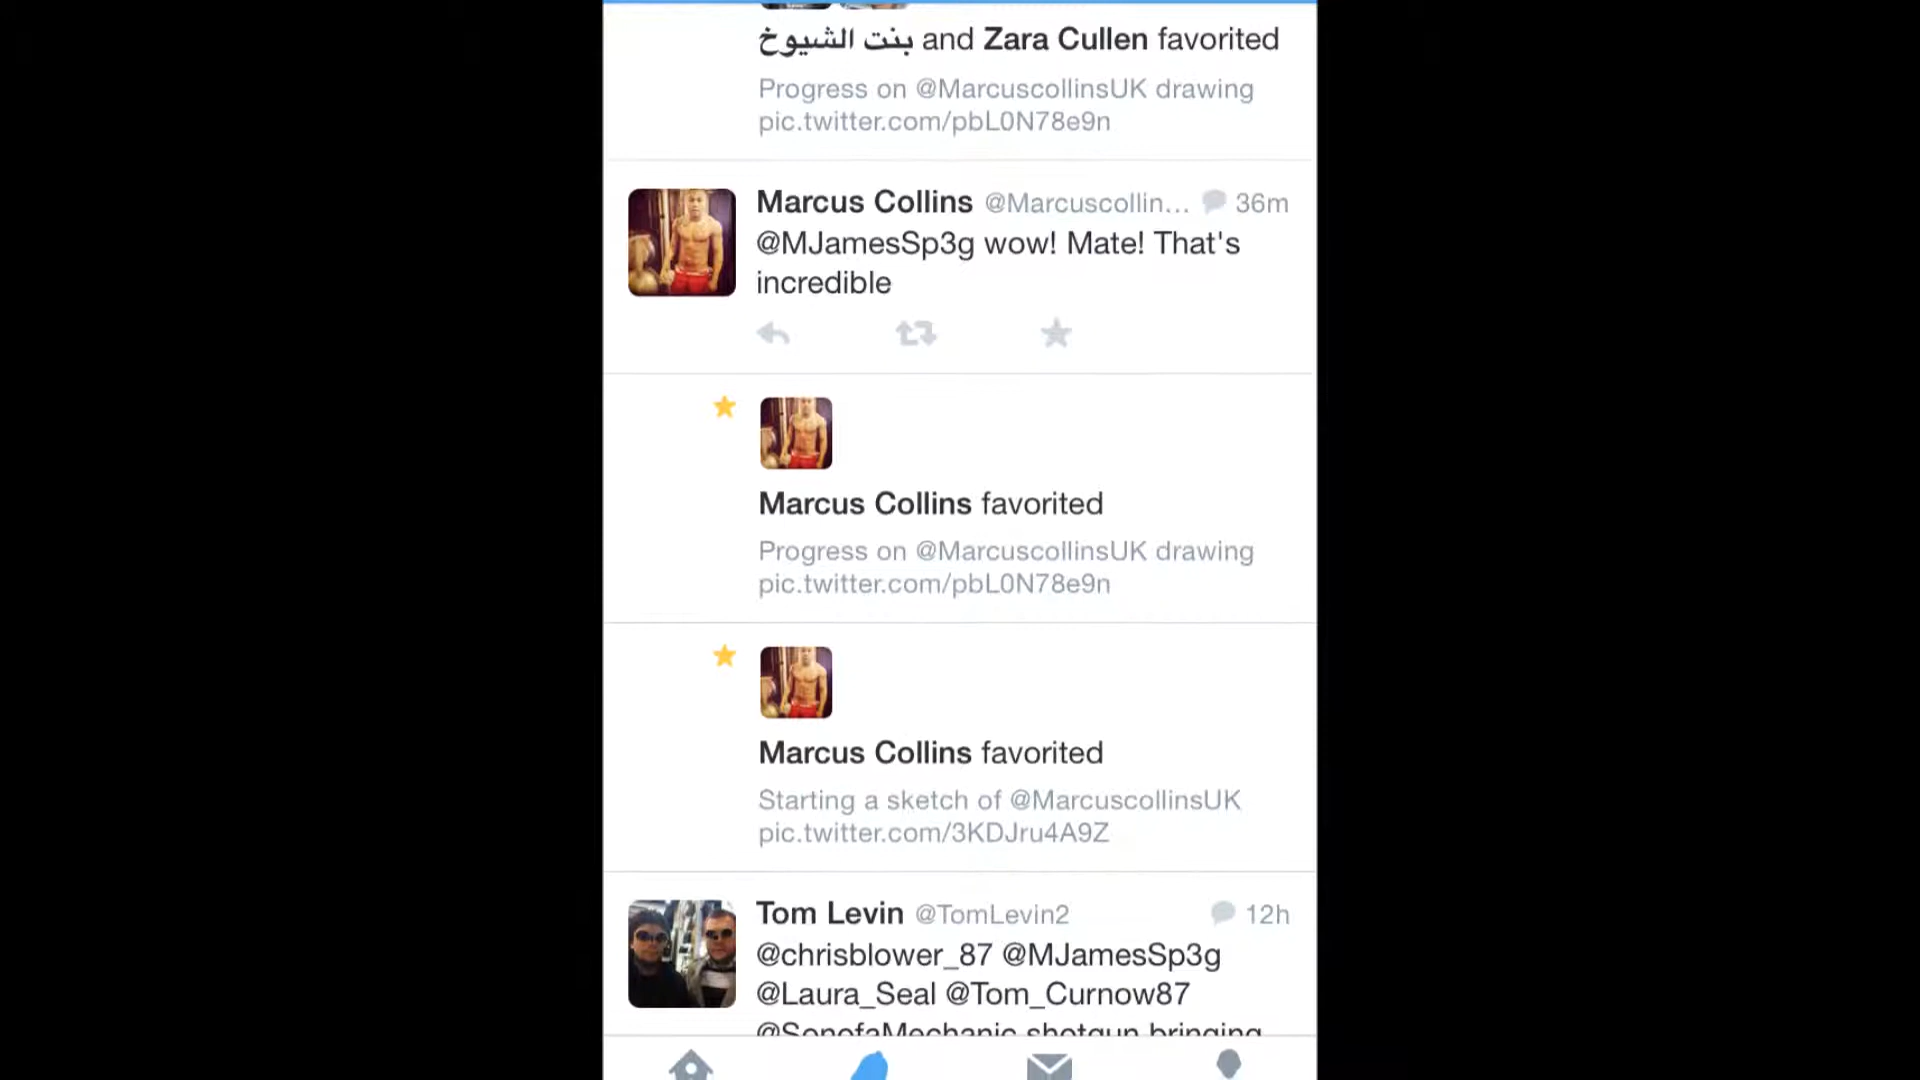 بنت الشيوخ and Zara Cullen favorited
Progress on @MarcuscollinsUK drawing
pic.twitter.com/pbL0N78e9n
Marcus Collins @Marcuscollin... 36m
@MJamesSp3g wow! Mate! That's
incredible
Marcus Collins favorited
Progress on @MarcuscollinsUK drawing
pic.twitter.com/pbL0N78e9n
Marcus Collins favorited
Starting a sketch of @MarcuscollinsUK
pic.twitter.com/3KDJru4A9Z
Tom Levin @TomLevin2 12h
@chrisblower_87 @MJamesSp3g
@Laura_Seal @Tom_Curnow87
@SonofaMechanic shotgun bringing